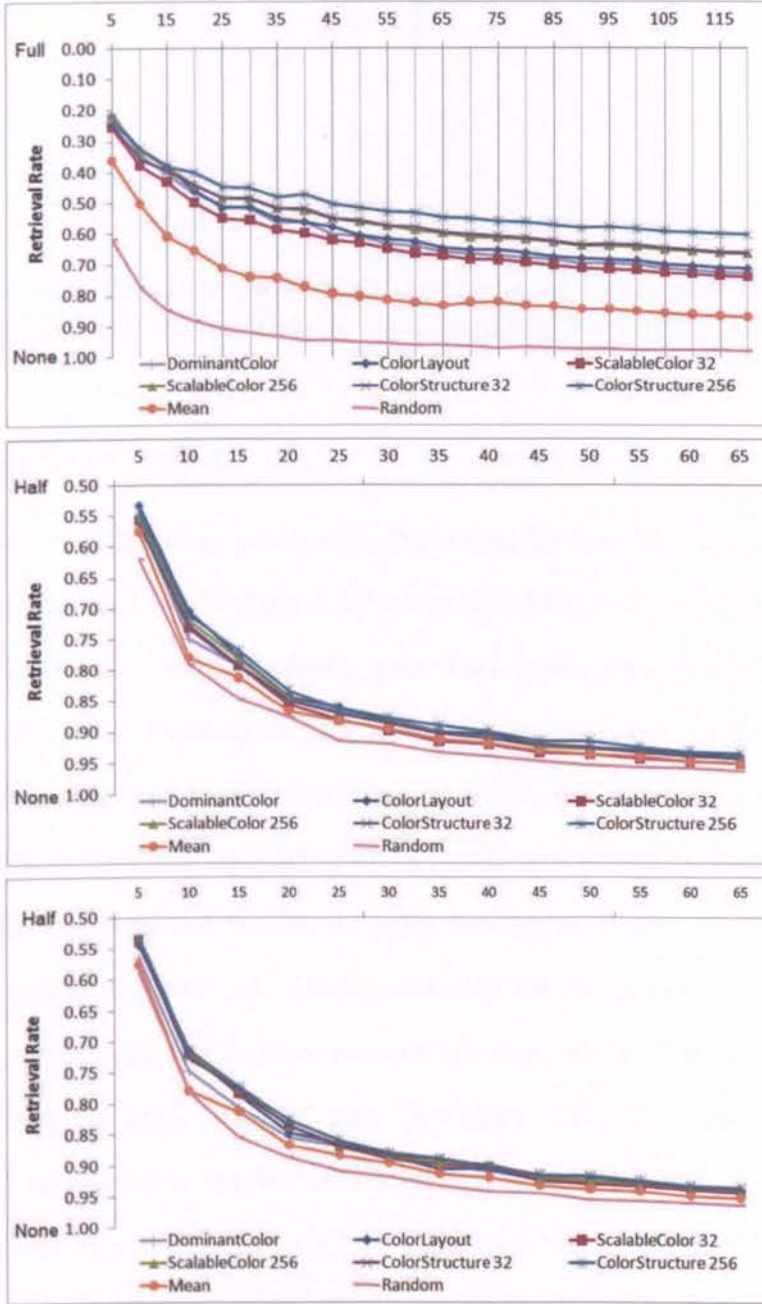 5 15 25 35 45 55 65 75 85 95 105 115
Full 0.00
0.10
0.20
0.30
0.40
0.50
0.60
0.70
0.80
0.90
None 1.00
Retrieval Rate
DominantColor ColorLayout ScalableColor 32
ScalableColor 256 ColorStructure 32 ColorStructure 256
Mean Random
5 10 15 20 25 30 35 40 45 50 55 60 65
Half 0.50
0.55
0.60
0.65
0.70
0.75
0.80
0.85
0.90
0.95
None 1.00
Retrieval Rate
DominantColor ColorLayout ScalableColor 32
ScalableColor 256 ColorStructure 32 ColorStructure 256
Mean Random
5 10 15 20 25 30 35 40 45 50 55 60 65
Half 0.50
0.55
0.60
0.65
0.70
0.75
0.80
0.85
0.90
0.95
None 1.00
Retrieval Rate
DominantColor ColorLayout ScalableColor 32
ScalableColor 256 ColorStructure 32 ColorStructure 256
Mean Random